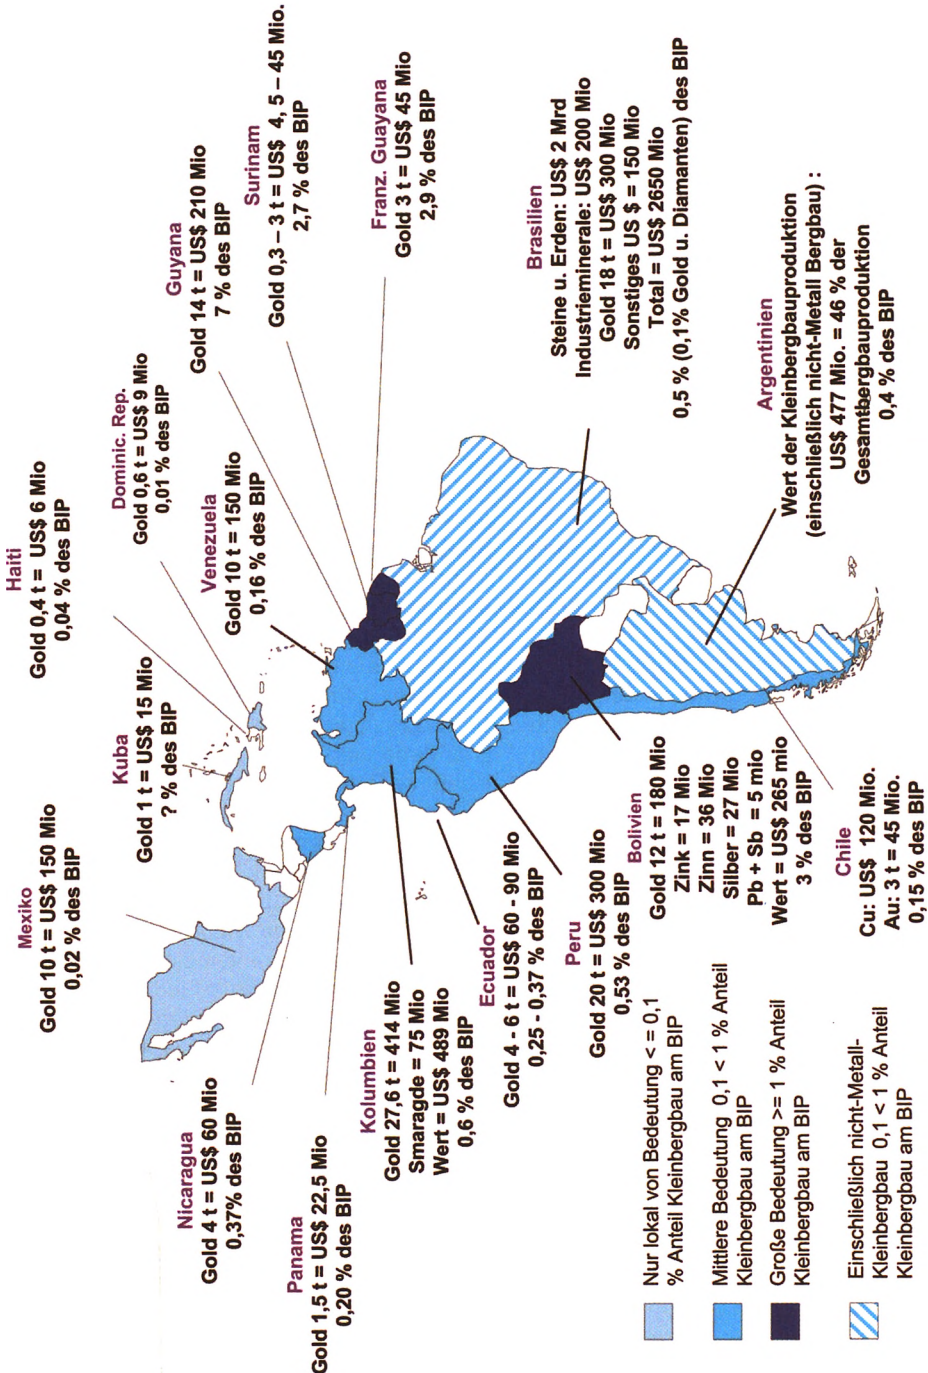 Mexiko
Gold 10 t = US$ 150 Mio
0,02 % des BIP
Kuba
Gold 1 t = US$ 15 Mio
? % des BIP
Haiti
Gold 0,4 t = US$ 6 Mio
0,04 % des BIP
Dominic. Rep.
Gold 0,6 t = US$ 9 Mio
0,01 % des BIP
Venezuela
Gold 10 t = US$ 150 Mio
0,16 % des BIP
Guyana
Gold 14 t = US$ 210 Mio
7 % des BIP
Surinam
Gold 0,3 – 3 t = US$ 4, 5 – 45 Mio.
2,7 % des BIP
Franz. Guayana
Gold 3 t = US$ 45 Mio
2,9 % des BIP
Nicaragua
Gold 4 t = US$ 60 Mio
0,37% des BIP
Panama
Gold 1,5 t = US$ 22,5 Mio
0,20 % des BIP
Kolumbien
Gold 27,6 t = 414 Mio
Smaragde = 75 Mio
Wert = US$ 489 Mio
0,6 % des BIP
Ecuador
Gold 4 - 6 t = US$ 60 - 90 Mio
0,25 - 0,37 % des BIP
Peru
Gold 20 t = US$ 300 Mio
0,53 % des BIP
Bolivien
Gold 12 t = 180 Mio
Zink = 17 Mio
Zinn = 36 Mio
Silber = 27 Mio
Pb + Sb = 5 mio
Wert = US$ 265 mio
3 % des BIP
Chile
Cu: US$ 120 Mio.
Au: 3 t = 45 Mio.
0,15 % des BIP
Brasilien
Steine u. Erden: US$ 2 Mrd
Industrieminerale: US$ 200 Mio
Gold 18 t = US$ 300 Mio
Sonstiges US $ = 150 Mio
Total = US$ 2650 Mio
0,5 % (0,1% Gold u. Diamanten) des BIP
Argentinien
Wert der Kleinbergbauproduktion
(einschließlich nicht-Metall Bergbau) :
US$ 477 Mio. = 46 % der
Gesamtbergbauproduktion
0,4 % des BIP
Nur lokal von Bedeutung < = 0,1
% Anteil Kleinbergbau am BIP
Mittlere Bedeutung 0,1 < 1 % Anteil
Kleinbergbau am BIP
Große Bedeutung >= 1 % Anteil
Kleinbergbau am BIP
Einschließlich nicht-Metall-
Kleinbergbau 0,1 < 1 % Anteil
Kleinbergbau am BIP